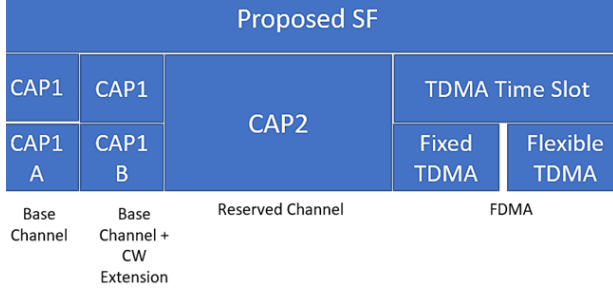 Proposed SF
CAP1
CAP1
CAP2
TDMA Time Slot
CAP1
A
CAP1
B
Fixed
TDMA
Flexible
TDMA
Base
Channel
Base
Channel +
CW
Extension
Reserved Channel
FDMA